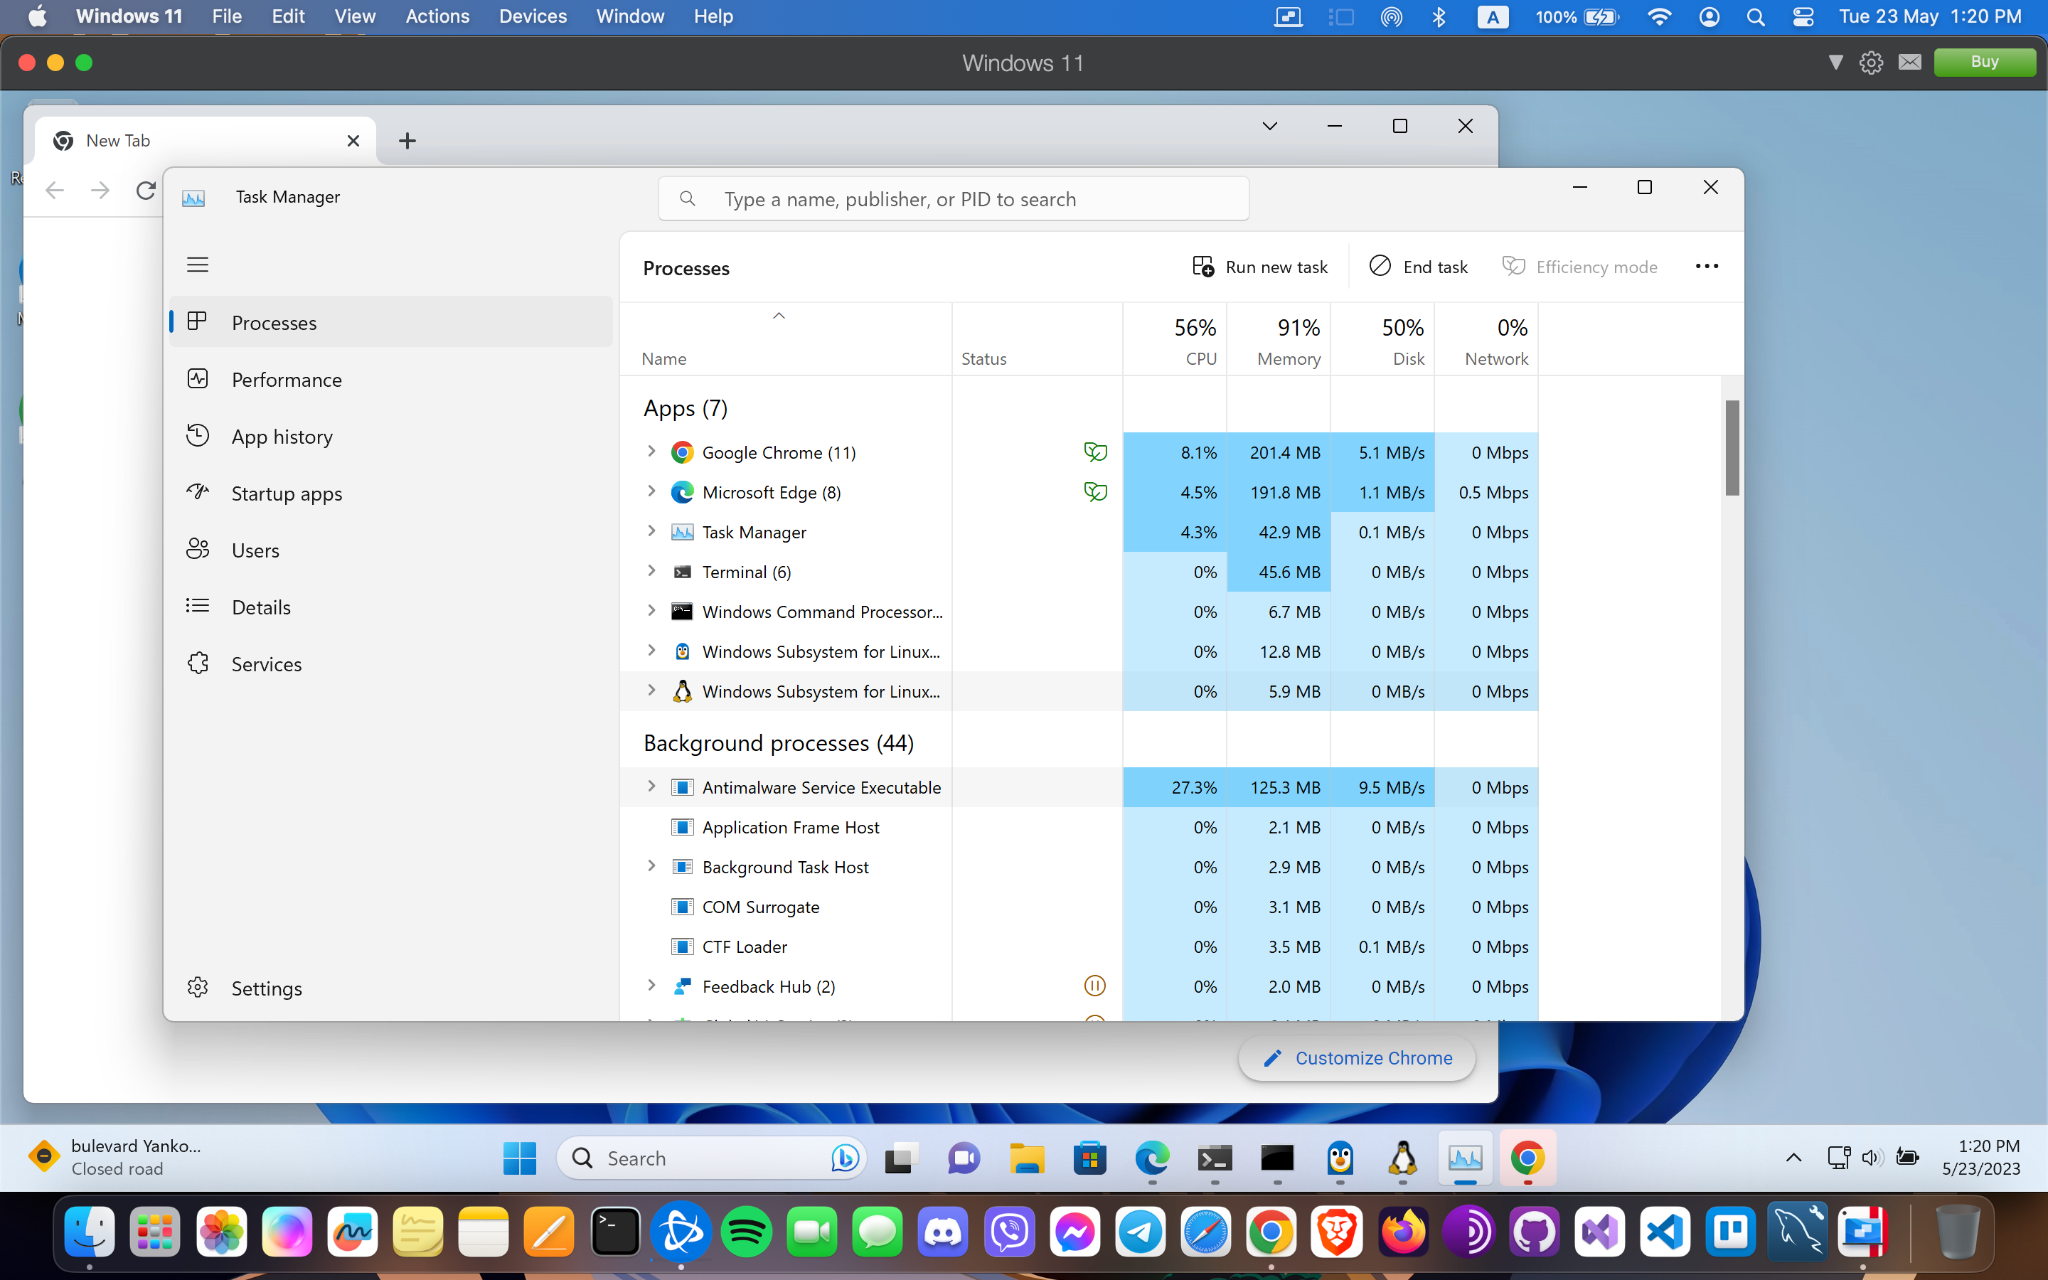 Windows 11 File Edit View Actions Devices Window Help A 100% Tue 23 May 1:20 PM
Windows 11 Buy
New Tab
Task Manager Type a name, publisher, or PID to search
Processes Run new task End task Efficiency mode
Processes
Performance
App history
Startup apps
Users
Details
Services
Settings
56% 91% 50% 0%
Name Status CPU Memory Disk Network
Apps (7)
Google Chrome (11) 8.1% 201.4 MB 5.1 MB/s 0 Mbps
Microsoft Edge (8) 4.5% 191.8 MB 1.1 MB/s 0.5 Mbps
Task Manager 4.3% 42.9 MB 0.1 MB/s 0 Mbps
Terminal (6) 0% 45.6 MB 0 MB/s 0 Mbps
Windows Command Processor... 0% 6.7 MB 0 MB/s 0 Mbps
Windows Subsystem for Linux... 0% 12.8 MB 0 MB/s 0 Mbps
Windows Subsystem for Linux... 0% 5.9 MB 0 MB/s 0 Mbps
Background processes (44)
Antimalware Service Executable 27.3% 125.3 MB 9.5 MB/s 0 Mbps
Application Frame Host 0% 2.1 MB 0 MB/s 0 Mbps
Background Task Host 0% 2.9 MB 0 MB/s 0 Mbps
COM Surrogate 0% 3.1 MB 0 MB/s 0 Mbps
CTF Loader 0% 3.5 MB 0.1 MB/s 0 Mbps
Feedback Hub (2) 0% 2.0 MB 0 MB/s 0 Mbps
Customize Chrome
bulevard Yanko...
Closed road
Search
1:20 PM
5/23/2023